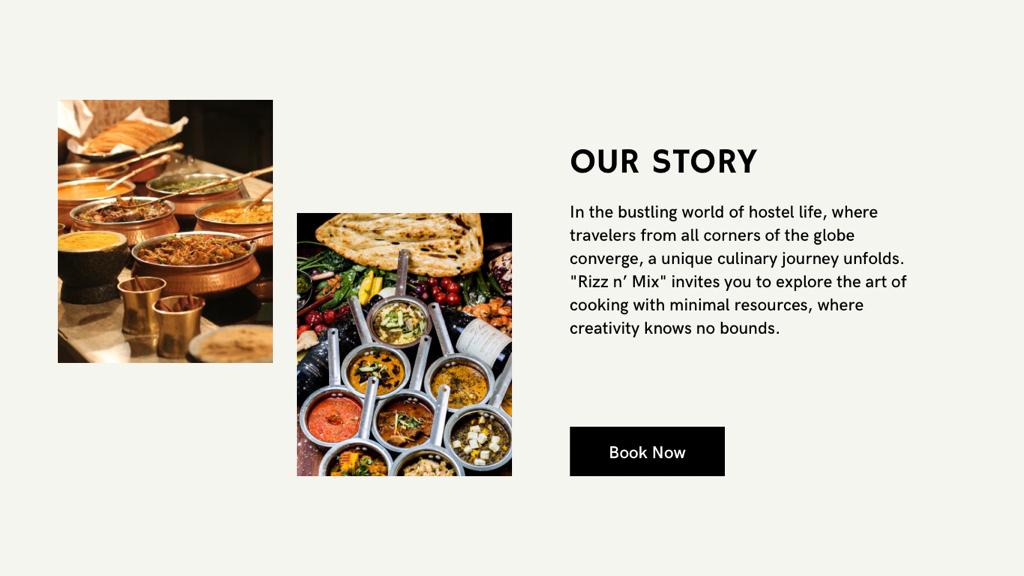 OUR STORY
In the bustling world of hostel life, where
travelers from all corners of the globe
converge, a unique culinary journey unfolds.
"Rizz n’ Mix" invites you to explore the art of
cooking with minimal resources, where
creativity knows no bounds.
Book Now